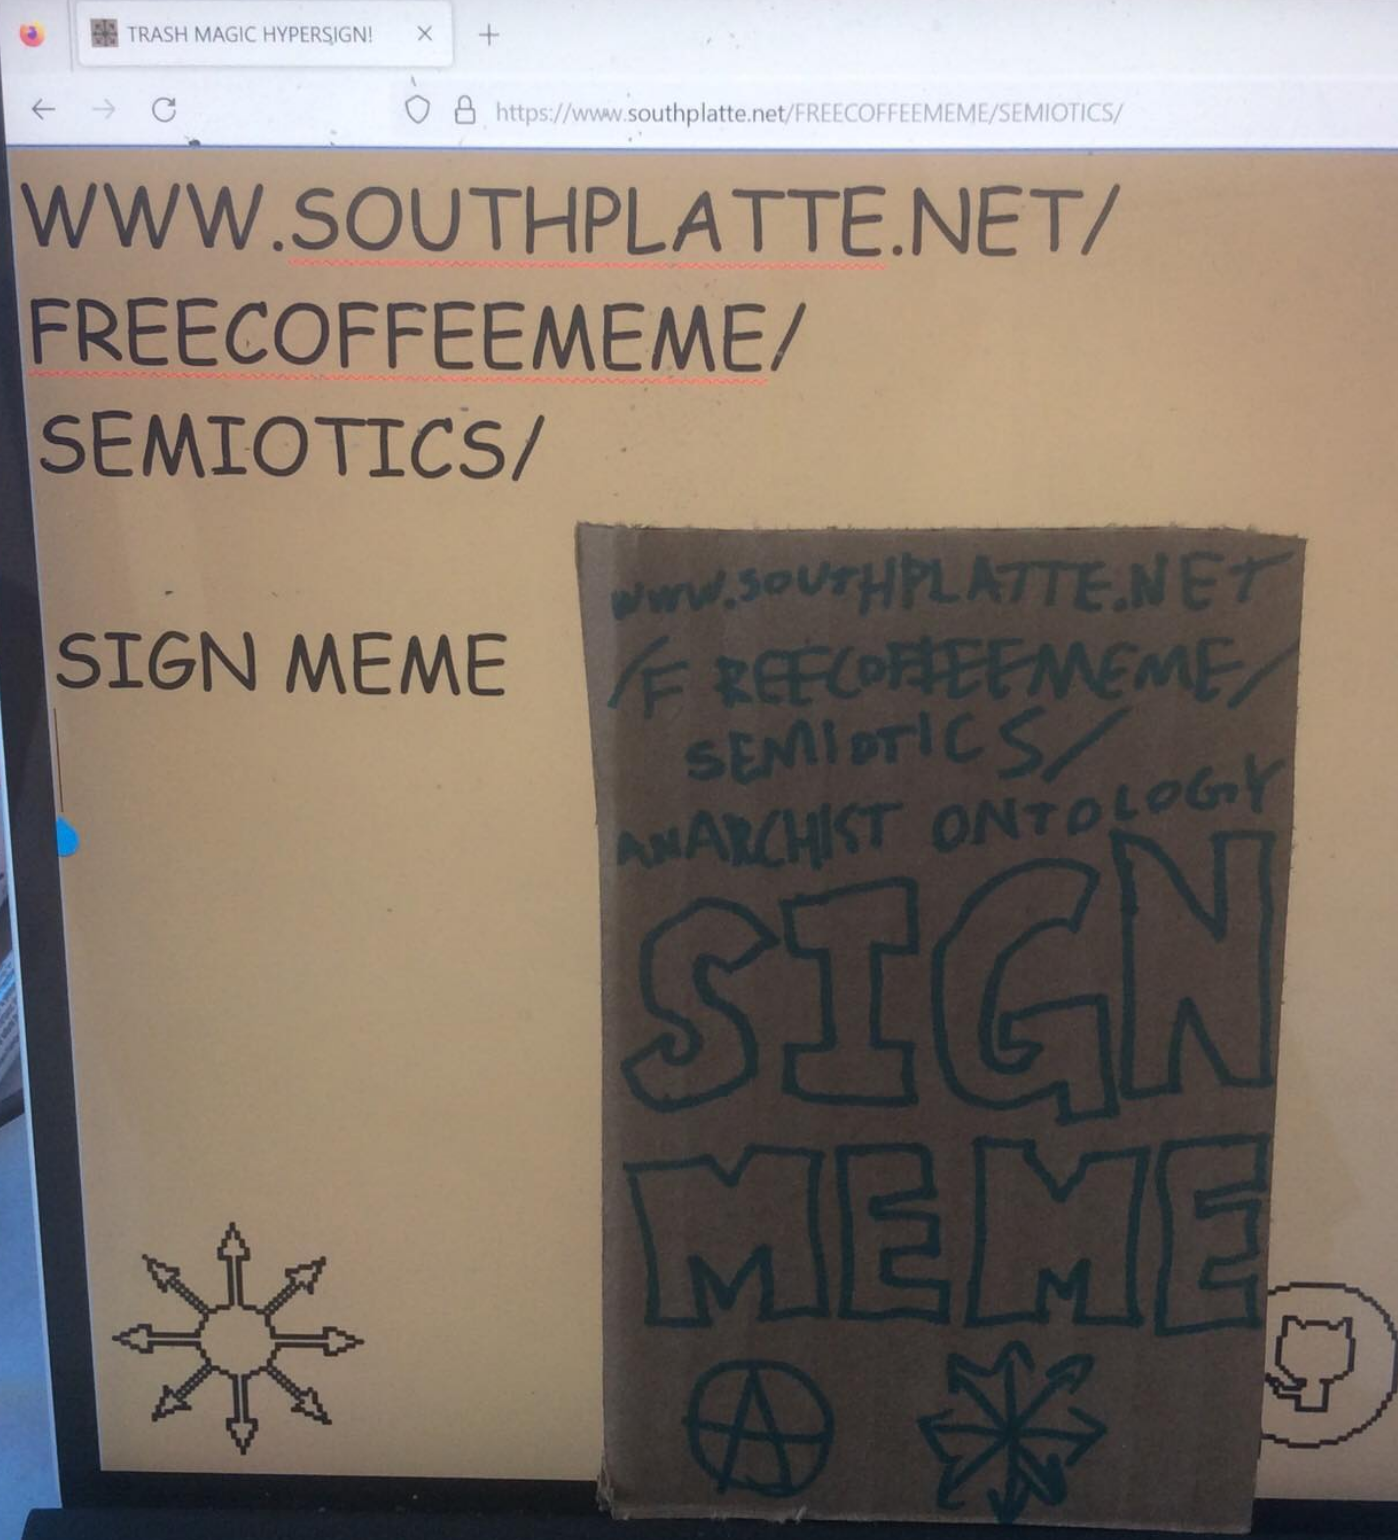 TRASH MAGIC HYPERSIGN!
https://www.southplatte.net/FREECOFFEEMEME/SEMIOTICS/
WWW.SOUTHPLATTE.NET/
FREECOFFEEMEME/
SEMIOTICS/
SIGN MEME
WWW.SOUTHPLATTE.NET
/FREECOFFEEMEME/
SEMIOTICS/
ANARCHIST ONTOLOGY
SIGN
MEME
A